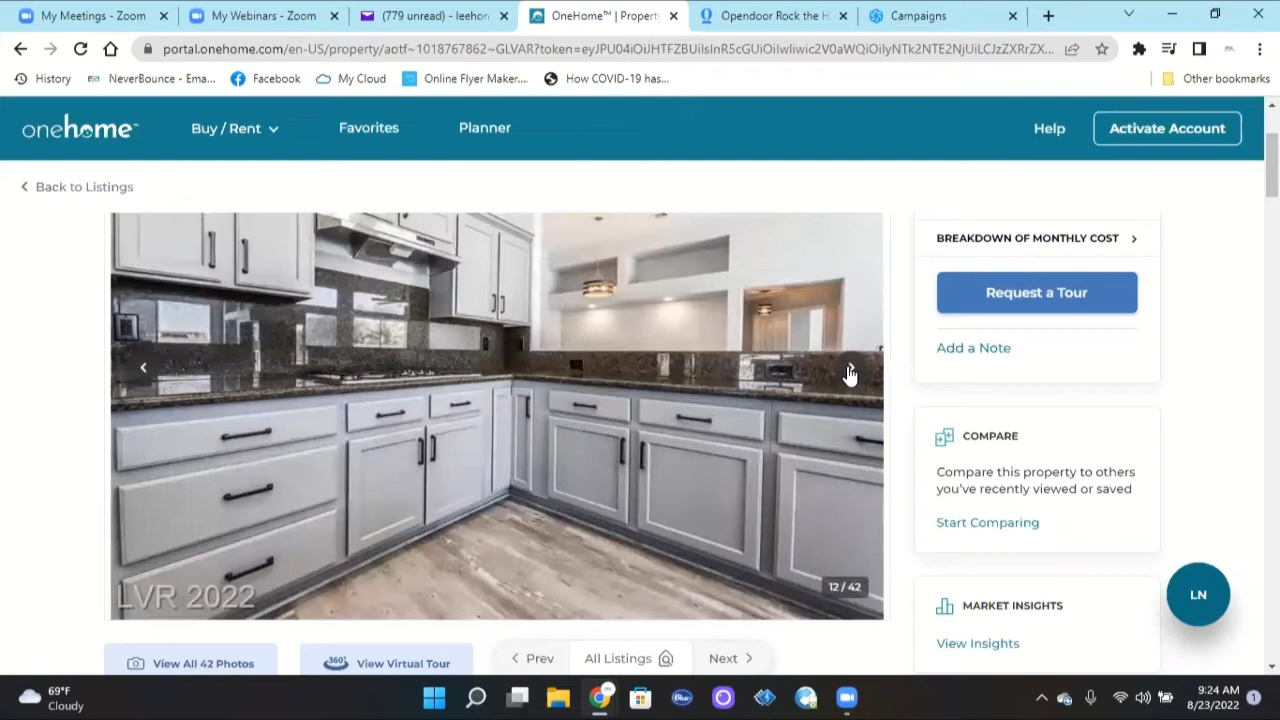 My Meetings - Zoom
My Webinars - Zoom
(779 unread) - leehor
OneHome™ | Propert
Opendoor Rock the H
Campaigns
portal.onehome.com/en-US/property/aotf~1018767862~GLVAR?token=
History
NeverBounce - Ema...
Facebook
My Cloud
Online Flyer Maker....
How COVID-19 has...
Other bookmarks
onehome™
Buy / Rent
Favorites
Planner
Help
Activate Account
Back to Listings
BREAKDOWN OF MONTHLY COST
Request a Tour
Add a Note
COMPARE
Compare this property to others
you've recently viewed or saved
Start Comparing
LVR 2022
12 / 42
LN
MARKET INSIGHTS
View Insights
View All 42 Photos
360°
View Virtual Tour
Prev
All Listings
Next
69°F
Cloudy
Blue
9:24 AM
8/23/2022
1